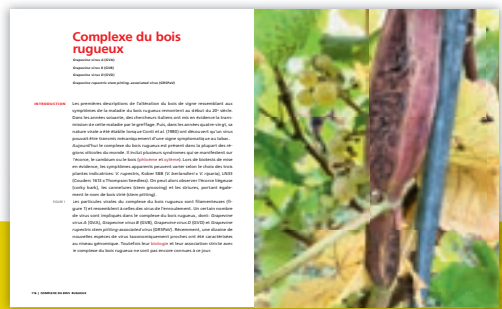 Complexe du bois
rugueux
Grapevine virus A (GVA)
Grapevine virus B (GVB)
Grapevine virus D (GVD)
Grapevine rupestris stem pitting-associated virus (GRSPaV)
INTRODUCTION
Les premières descriptions de l'altération du bois de vigne ressemblant aux
symptômes de la maladie du bois rugueux remontent au début du 20e siècle.
Dans les années soixante, des chercheurs italiens ont mis en évidence la trans-
mission de cette maladie par le greffage. Puis, dans les années quatre-vingt, sa
nature virale a été établie lorsque Conti et al. (1980) ont découvert qu'un virus
pouvait être transmis mécaniquement d'une vigne symptomatique au tabac.
Aujourd'hui le complexe du bois rugueux est présent dans la plupart des ré-
gions viticoles du monde. Il inclut plusieurs syndromes qui se manifestent sur
l'écorce, le cambium ou le bois (phloème et xylème). Lors de biotests de mise
en évidence, les symptômes apparents peuvent varier selon le choix des trois
plantes indicatrices: V. rupestris, Kober 5BB (V. berlandieri x V. riparia), LN33
(Couderc 1613 x Thompson Seedless). On peut alors observer l'écorce liégeuse
(corky bark), les cannelures (stem grooving) et les striures, portant égale-
ment le nom de bois strié (stem pitting).
FIGURE 1
Les particules virales du complexe du bois rugueux sont filamenteuses (fi-
gure 1) et ressemblent à celles des virus de l'enroulement. Un certain nombre
de virus sont impliqués dans le complexe du bois rugueux, dont: Grapevine
virus A (GVA), Grapevine virus B (GVB), Grapevine virus D (GVD) et Grapevine
rupestris stem pitting-associated virus (GRSPaV). Récemment, une dizaine de
nouvelles espèces de virus taxonomiquement proches ont été caractérisées
au niveau génomique. Toutefois leur biologie et leur association stricte avec
le complexe du bois rugueux ne sont pas encore connues à ce jour.
COMPLEXE DU BOIS RUGUEUX